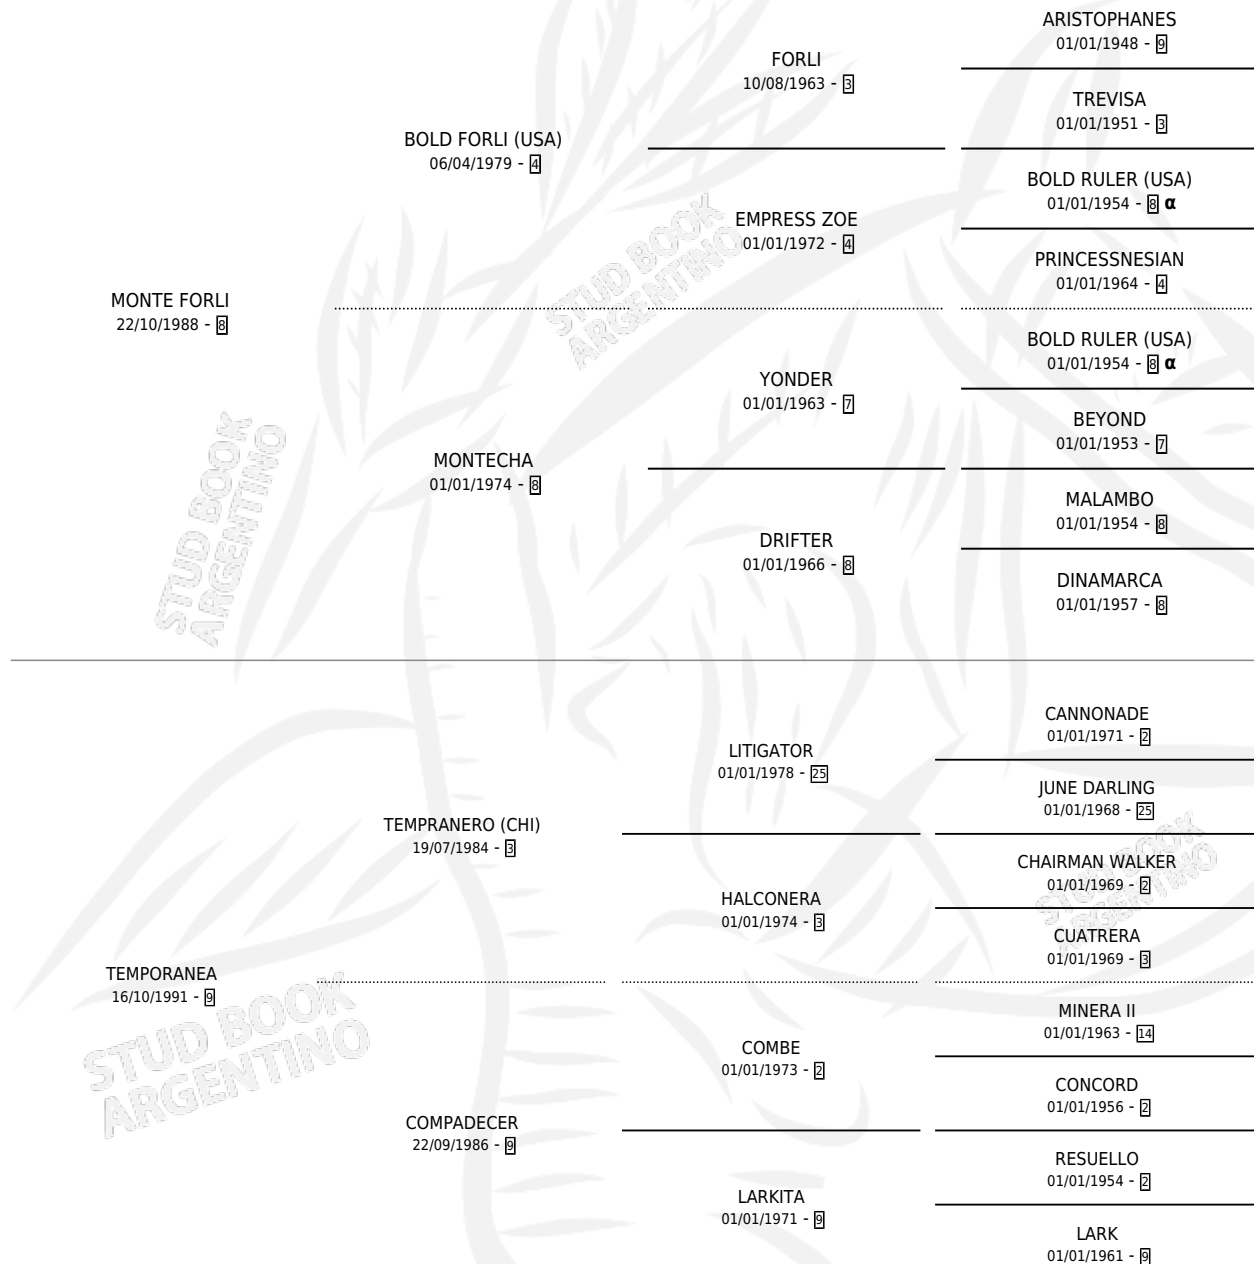 ARISTOPHANES
01/01/1948 - 9
FORLI
10/08/1963 - 3
TREVISA
01/01/1951 - 3
BOLD FORLI (USA)
06/04/1979 - 4
BOLD RULER (USA)
01/01/1954 - 8 α
EMPRESS ZOE
01/01/1972 - 4
PRINCESSNESIAN
01/01/1964 - 4
MONTE FORLI
22/10/1988 - 8
BOLD RULER (USA)
01/01/1954 - 8 α
YONDER
01/01/1963 - 7
BEYOND
01/01/1953 - 7
MONTECHA
01/01/1974 - 8
MALAMBO
01/01/1954 - 8
DRIFTER
01/01/1966 - 8
DINAMARCA
01/01/1957 - 8
CANNONADE
01/01/1971 - 2
LITIGATOR
01/01/1978 - 25
JUNE DARLING
01/01/1968 - 25
TEMPRANERO (CHI)
19/07/1984 - 3
CHAIRMAN WALKER
01/01/1969 - 2
HALCONERA
01/01/1974 - 3
CUATRERA
01/01/1969 - 3
TEMPORANEA
16/10/1991 - 9
MINERA II
01/01/1963 - 14
COMBE
01/01/1973 - 2
CONCORD
01/01/1956 - 2
COMPADECER
22/09/1986 - 9
RESUELLO
01/01/1954 - 2
LARKITA
01/01/1971 - 9
LARK
01/01/1961 - 9
STUD BOOK
ARGENTINO
STUD BOOK
ARGENTINO
STUD BOOK
ARGENTINO
STUD BOOK
ARGENTINO